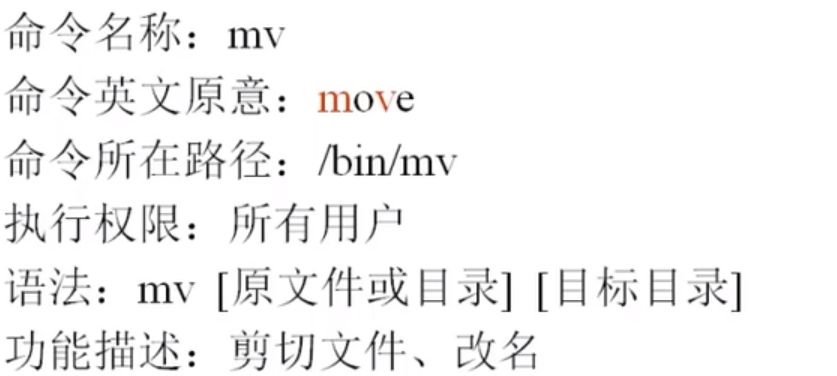 命令名称：mv
命令英文原意：move
命令所在路径：/bin/mv
执行权限：所有用户
语法：mv [原文件或目录] [目标目录]
功能描述：剪切文件、改名